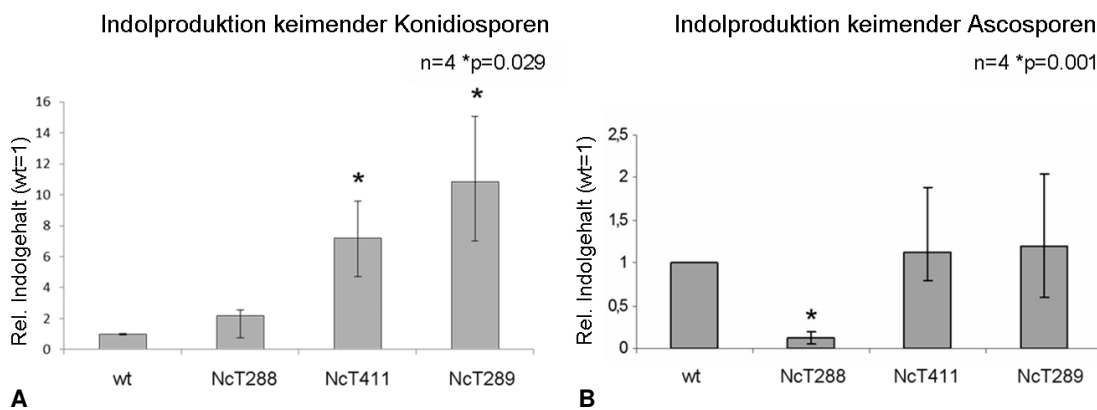 Indolproduktion keimender Konidiosporen
n=4 *p=0.029
Rel. Indolgehalt (wt=1)
16
14
12
10
8
6
4
2
0
*
*
wt NcT288 NcT411 NcT289
A
Indolproduktion keimender Ascosporen
n=4 *p=0.001
Rel. Indolgehalt (wt=1)
2,5
2
1,5
1
0,5
0
*
wt NcT288 NcT411 NcT289
B